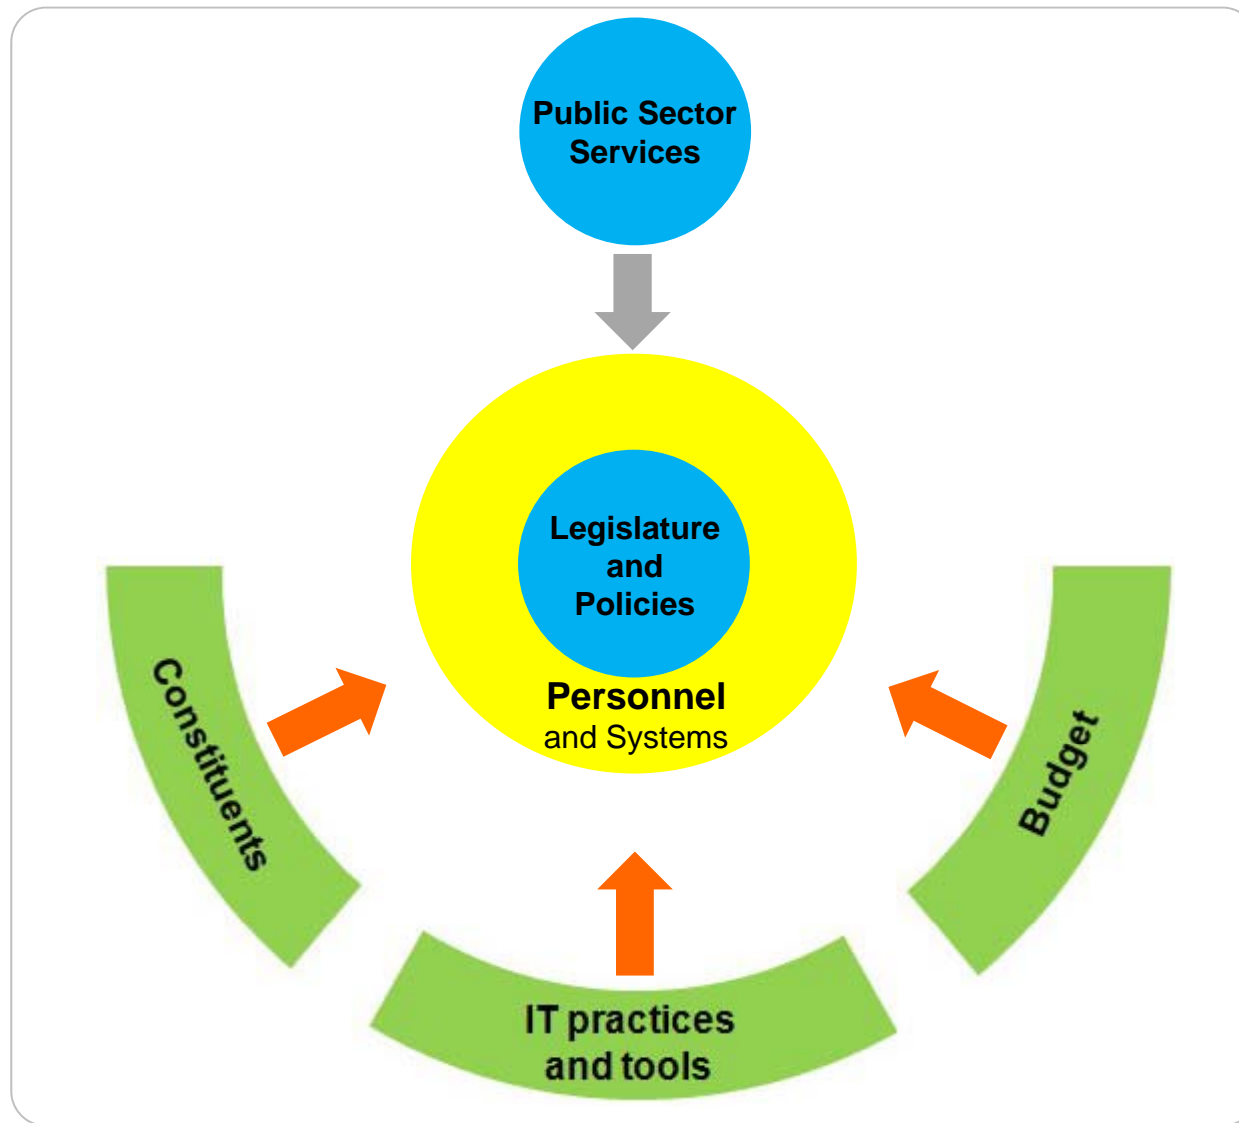 Public Sector
Services
Legislature
and
Policies
Personnel
and Systems
Constituents
Budget
IT practices
and tools